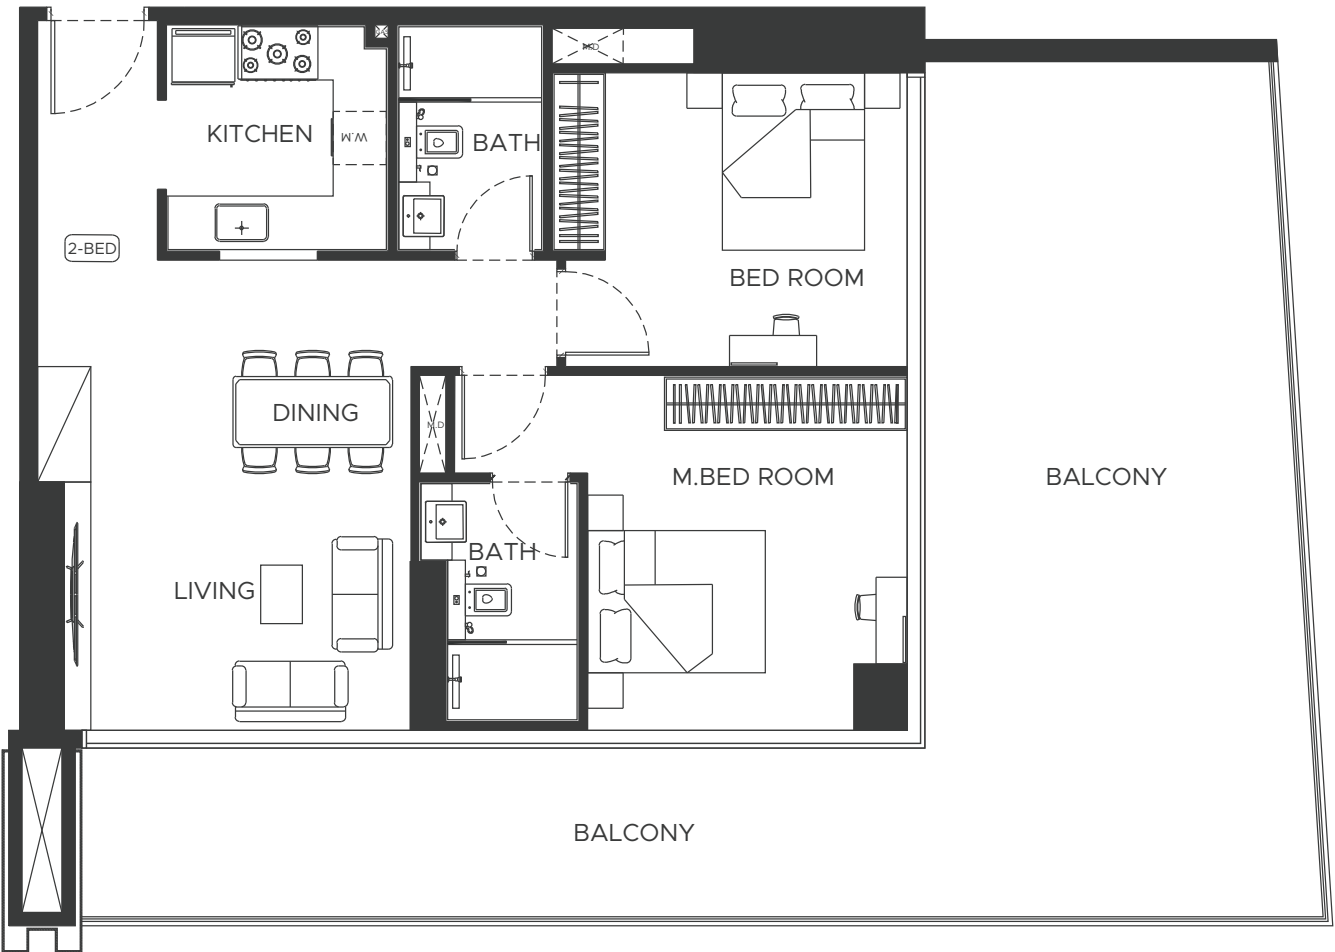 M.D
KITCHEN
W.M
BATH
2-BED
BED ROOM
DINING
M.D
M.BED ROOM
BALCONY
BATH
LIVING
BALCONY